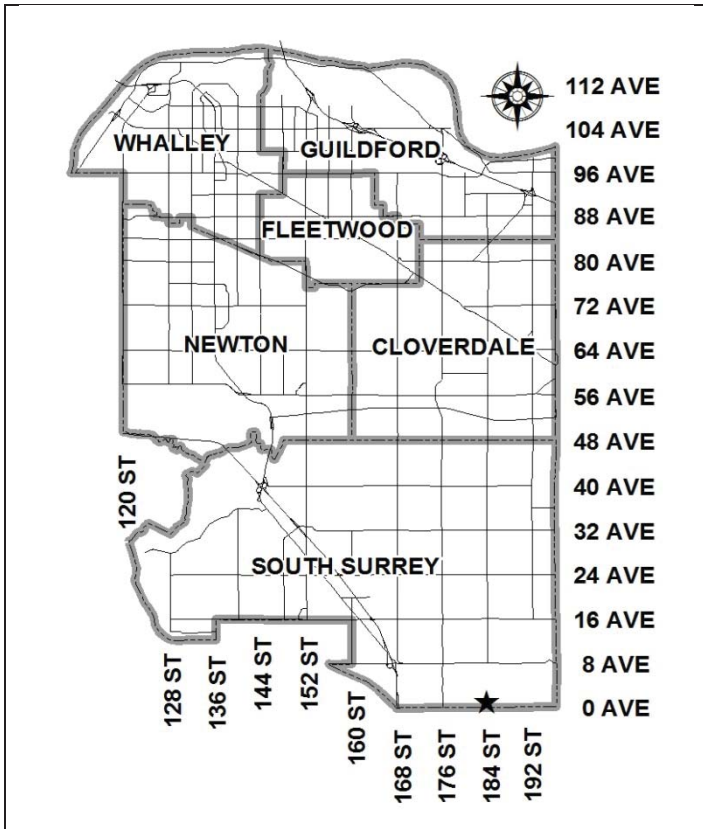 112 AVE
104 AVE
WHALLEY
GUILDFORD
96 AVE
88 AVE
FLEETWOOD
80 AVE
72 AVE
NEWTON
CLOVERDALE
64 AVE
56 AVE
48 AVE
120 ST
40 AVE
32 AVE
SOUTH SURREY
24 AVE
16 AVE
128 ST
136 ST
144 ST
152 ST
160 ST
8 AVE
0 AVE
168 ST
176 ST
184 ST
192 ST